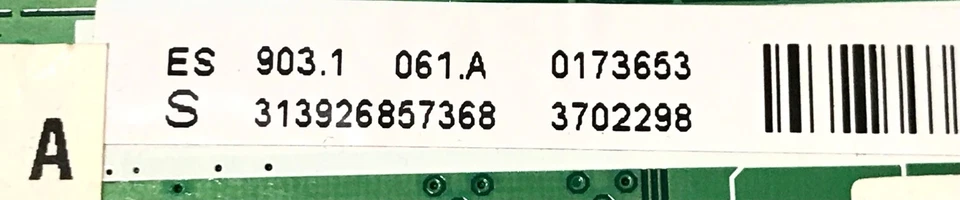 ES 903.1 061.A 0173653
S 313926857368 3702298
A